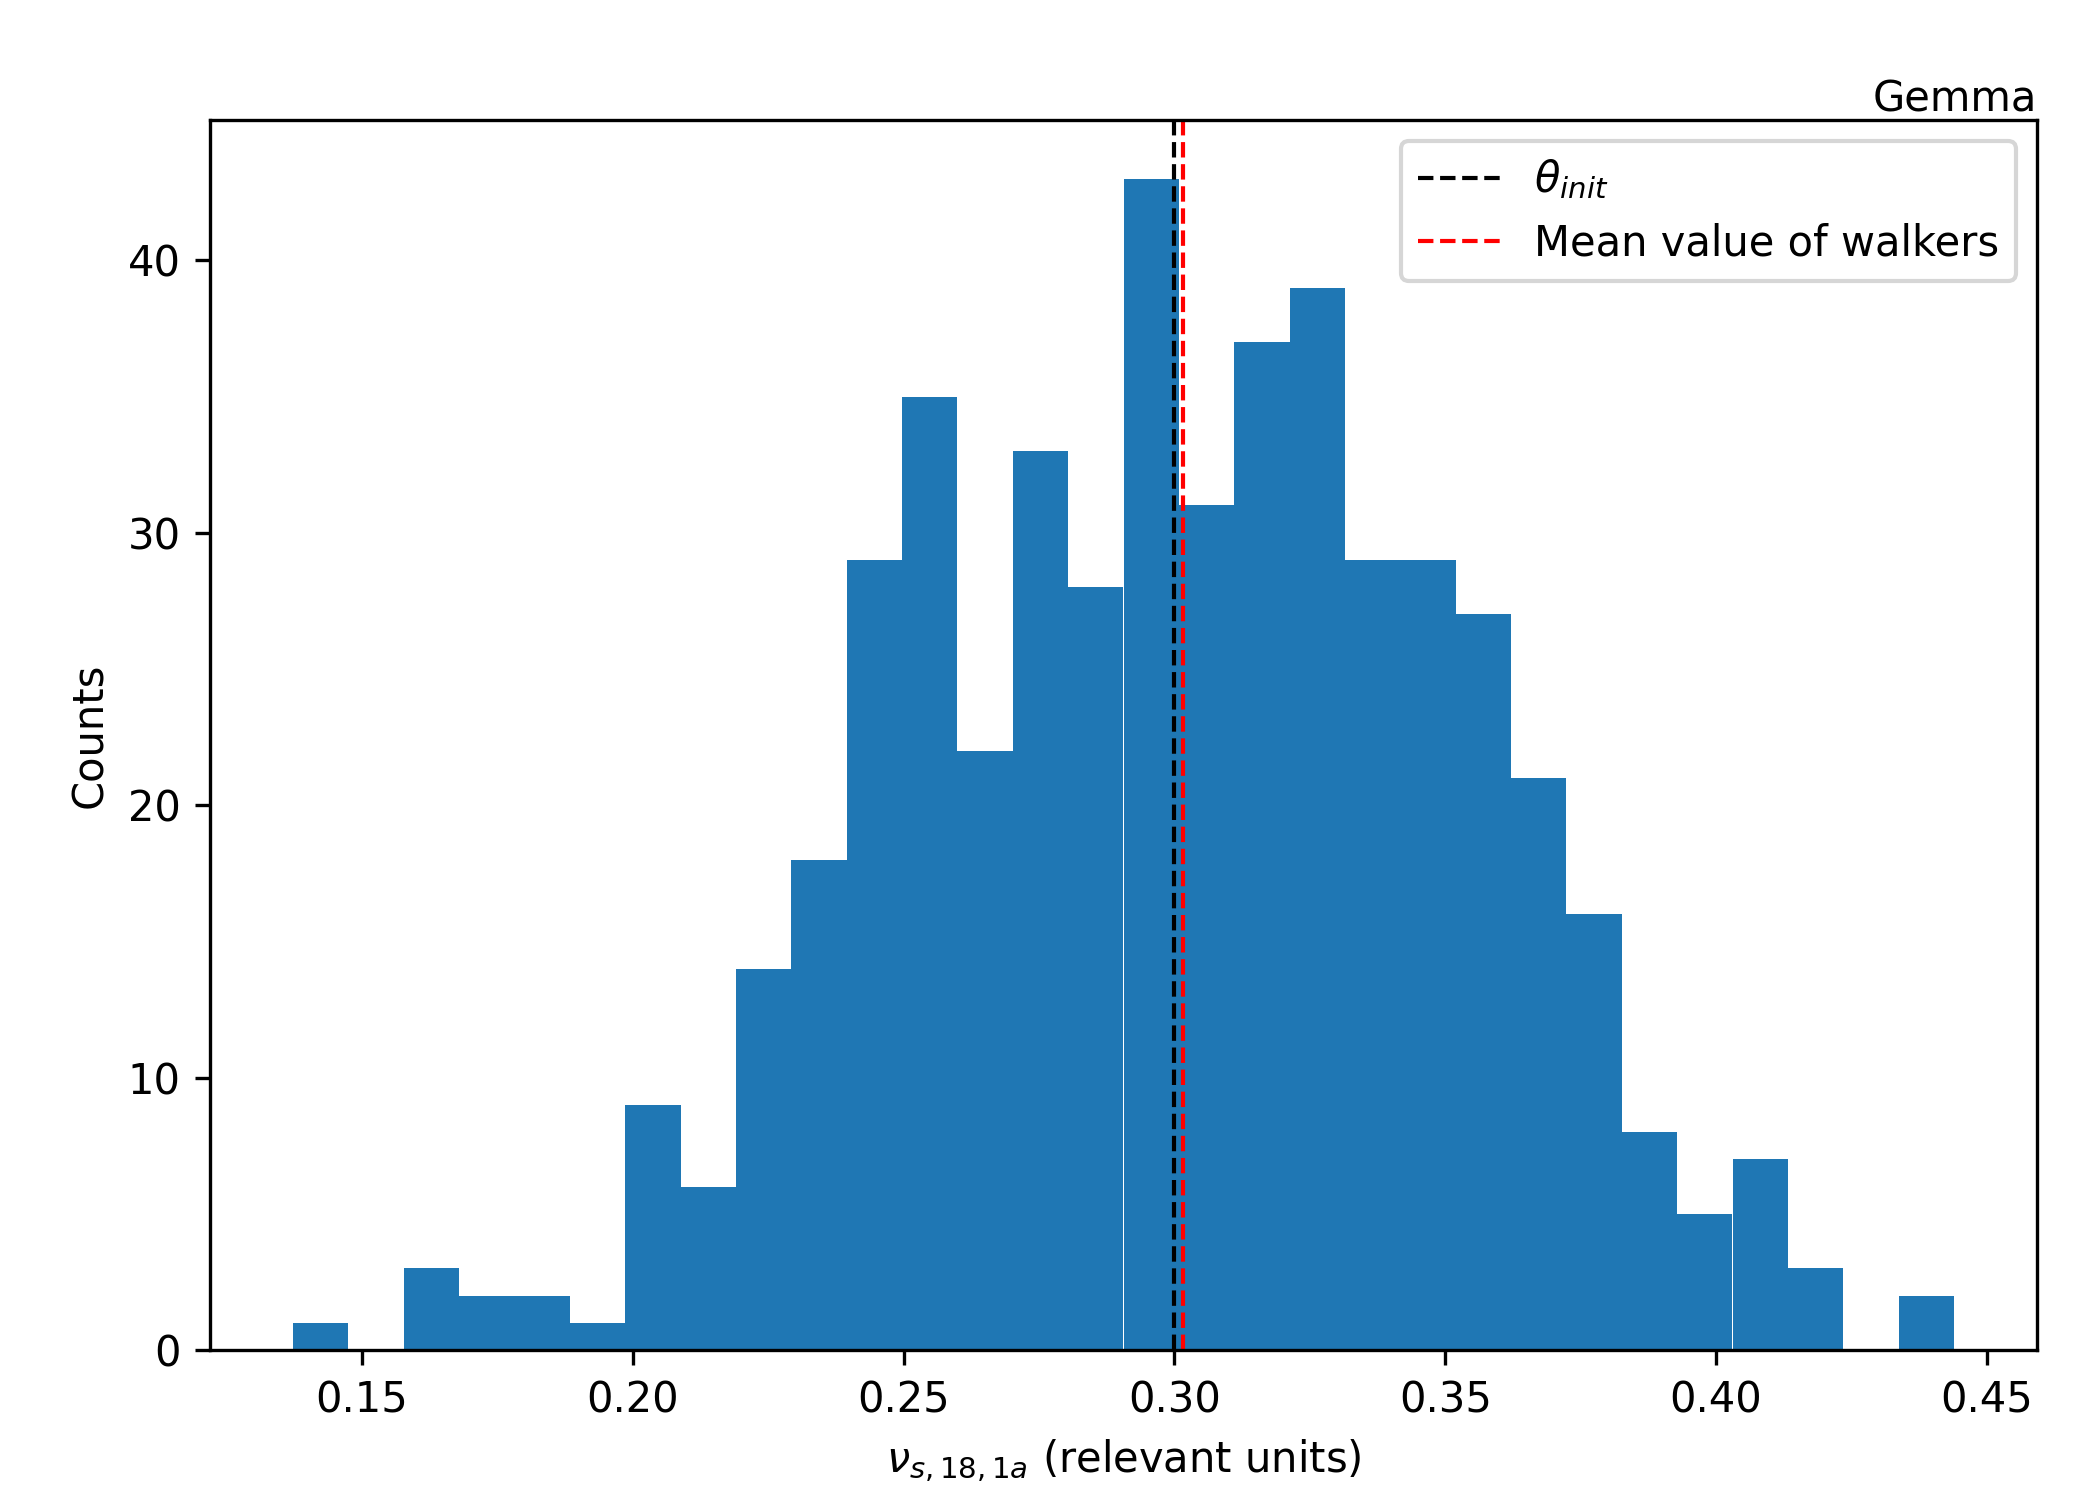 Gemma
θinit
Mean value of walkers
Counts
40
30
20
10
0
0.15 0.20 0.25 0.30 0.35 0.40 0.45
νs, 18, 1a (relevant units)